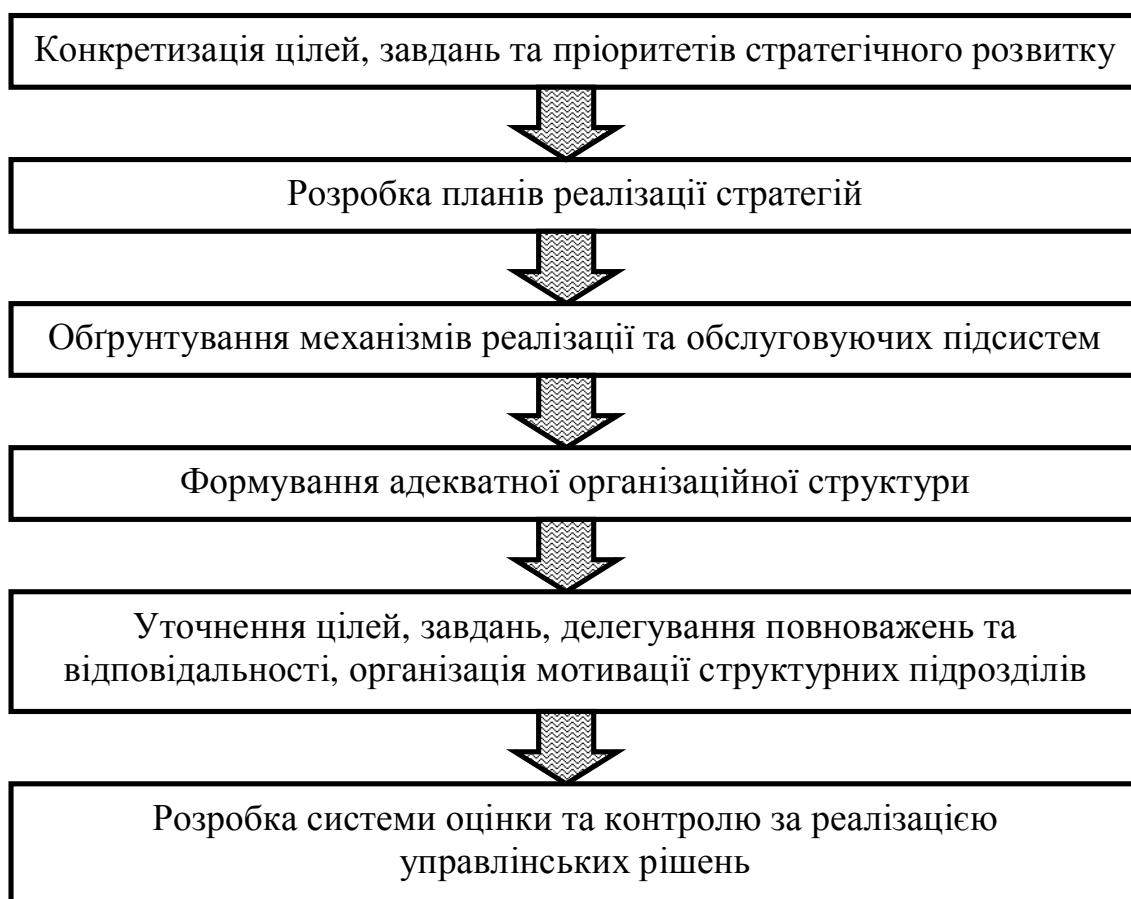 Конкретизація цілей, завдань та пріоритетів стратегічного розвитку
Розробка планів реалізації стратегій
Обґрунтування механізмів реалізації та обслуговуючих підсистем
Формування адекватної організаційної структури
Уточнення цілей, завдань, делегування повноважень та
відповідальності, організація мотивації структурних підрозділів
Розробка системи оцінки та контролю за реалізацією
управлінських рішень